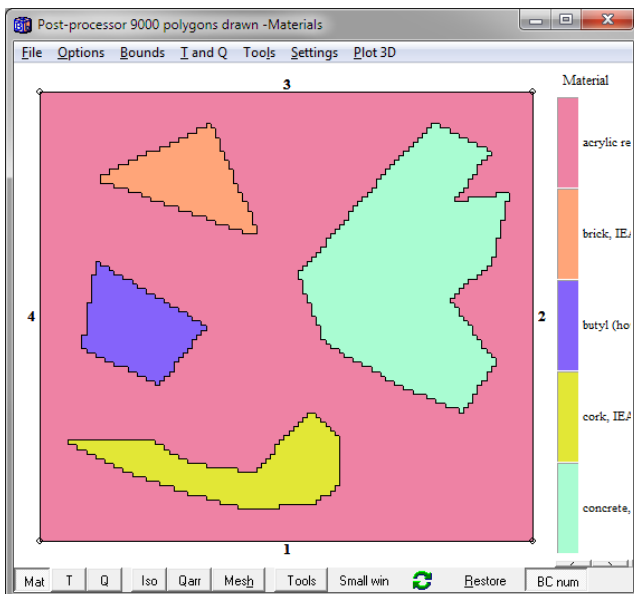 Post-processor 9000 polygons drawn -Materials
File Options Bounds T and Q Tools Settings Plot 3D
3
Material
acrylic re
brick, IEA
4
2
butyl (ho
cork, IEA
concrete,
1
Mat T Q Iso Qarr Mesh Tools Small win Restore BC num